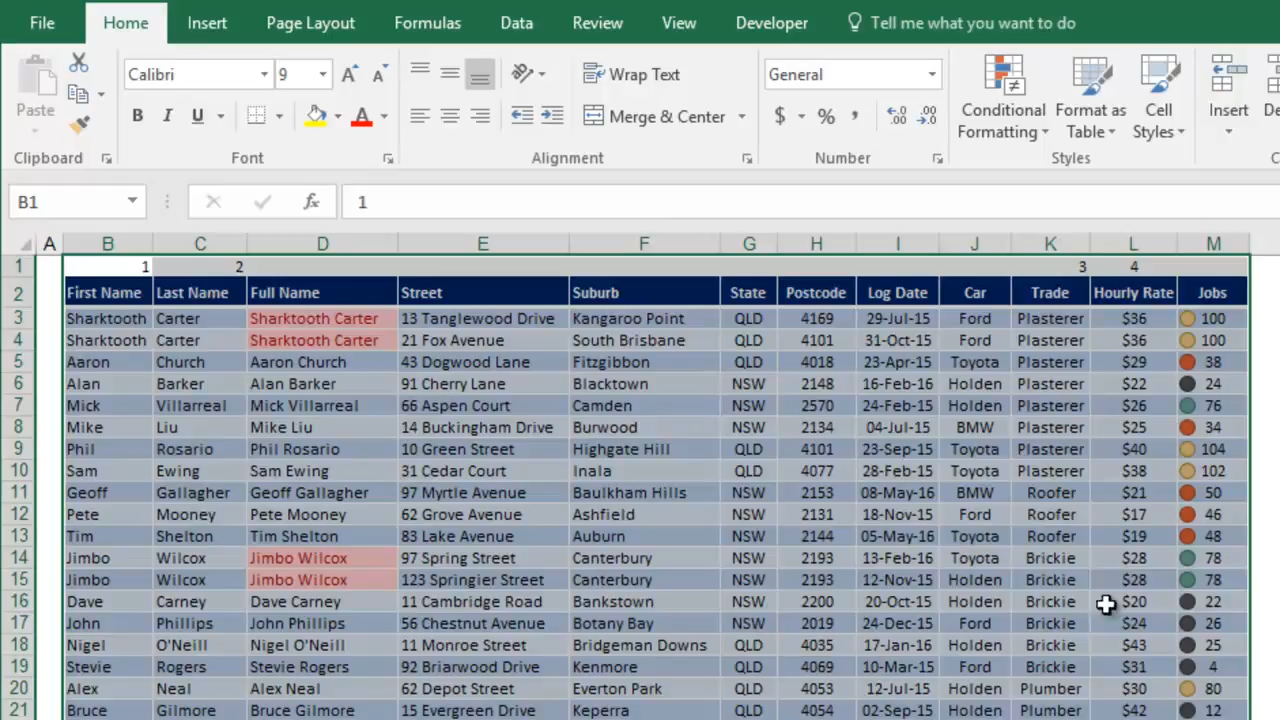 File Home Insert Page Layout Formulas Data Review View Developer Tell me what you want to do
Calibri 9 A A Wrap Text General
Paste B I U A Merge & Center $ % , .0 .00 .00 .0 Conditional Formatting Format as Table Cell Styles Insert
Clipboard Font Alignment Number Styles
B1 fx 1
A B C D E F G H I J K L M
1 1 2 3 4
2 First Name Last Name Full Name Street Suburb State Postcode Log Date Car Trade Hourly Rate Jobs
3 Sharktooth Carter Sharktooth Carter 13 Tanglewood Drive Kangaroo Point QLD 4169 29-Jul-15 Ford Plasterer $36 100
4 Sharktooth Carter Sharktooth Carter 21 Fox Avenue South Brisbane QLD 4101 31-Oct-15 Ford Plasterer $36 100
5 Aaron Church Aaron Church 43 Dogwood Lane Fitzgibbon QLD 4018 23-Apr-15 Toyota Plasterer $29 38
6 Alan Barker Alan Barker 91 Cherry Lane Blacktown NSW 2148 16-Feb-16 Holden Plasterer $22 24
7 Mick Villarreal Mick Villarreal 66 Aspen Court Camden NSW 2570 24-Feb-15 Holden Plasterer $26 76
8 Mike Liu Mike Liu 14 Buckingham Drive Burwood NSW 2134 04-Jul-15 BMW Plasterer $25 34
9 Phil Rosario Phil Rosario 10 Green Street Highgate Hill QLD 4101 23-Sep-15 Toyota Plasterer $40 104
10 Sam Ewing Sam Ewing 31 Cedar Court Inala QLD 4077 28-Feb-15 Toyota Plasterer $38 102
11 Geoff Gallagher Geoff Gallagher 97 Myrtle Avenue Baulkham Hills NSW 2153 08-May-16 BMW Roofer $21 50
12 Pete Mooney Pete Mooney 62 Grove Avenue Ashfield NSW 2131 18-Nov-15 Ford Roofer $17 46
13 Tim Shelton Tim Shelton 83 Lake Avenue Auburn NSW 2144 05-May-16 Toyota Roofer $19 48
14 Jimbo Wilcox Jimbo Wilcox 97 Spring Street Canterbury NSW 2193 13-Feb-16 Toyota Brickie $28 78
15 Jimbo Wilcox Jimbo Wilcox 123 Springier Street Canterbury NSW 2193 12-Nov-15 Holden Brickie $28 78
16 Dave Carney Dave Carney 11 Cambridge Road Bankstown NSW 2200 20-Oct-15 Holden Brickie $20 22
17 John Phillips John Phillips 56 Chestnut Avenue Botany Bay NSW 2019 24-Dec-15 Ford Brickie $24 26
18 Nigel O'Neill Nigel O'Neill 11 Monroe Street Bridgeman Downs QLD 4035 17-Jan-16 Holden Brickie $43 25
19 Stevie Rogers Stevie Rogers 92 Briarwood Drive Kenmore QLD 4069 10-Mar-15 Ford Brickie $31 4
20 Alex Neal Alex Neal 62 Depot Street Everton Park QLD 4053 12-Jul-15 Holden Plumber $30 80
21 Bruce Gilmore Bruce Gilmore 15 Evergreen Drive Keperra QLD 4054 02-Sep-15 Holden Plumber $42 12